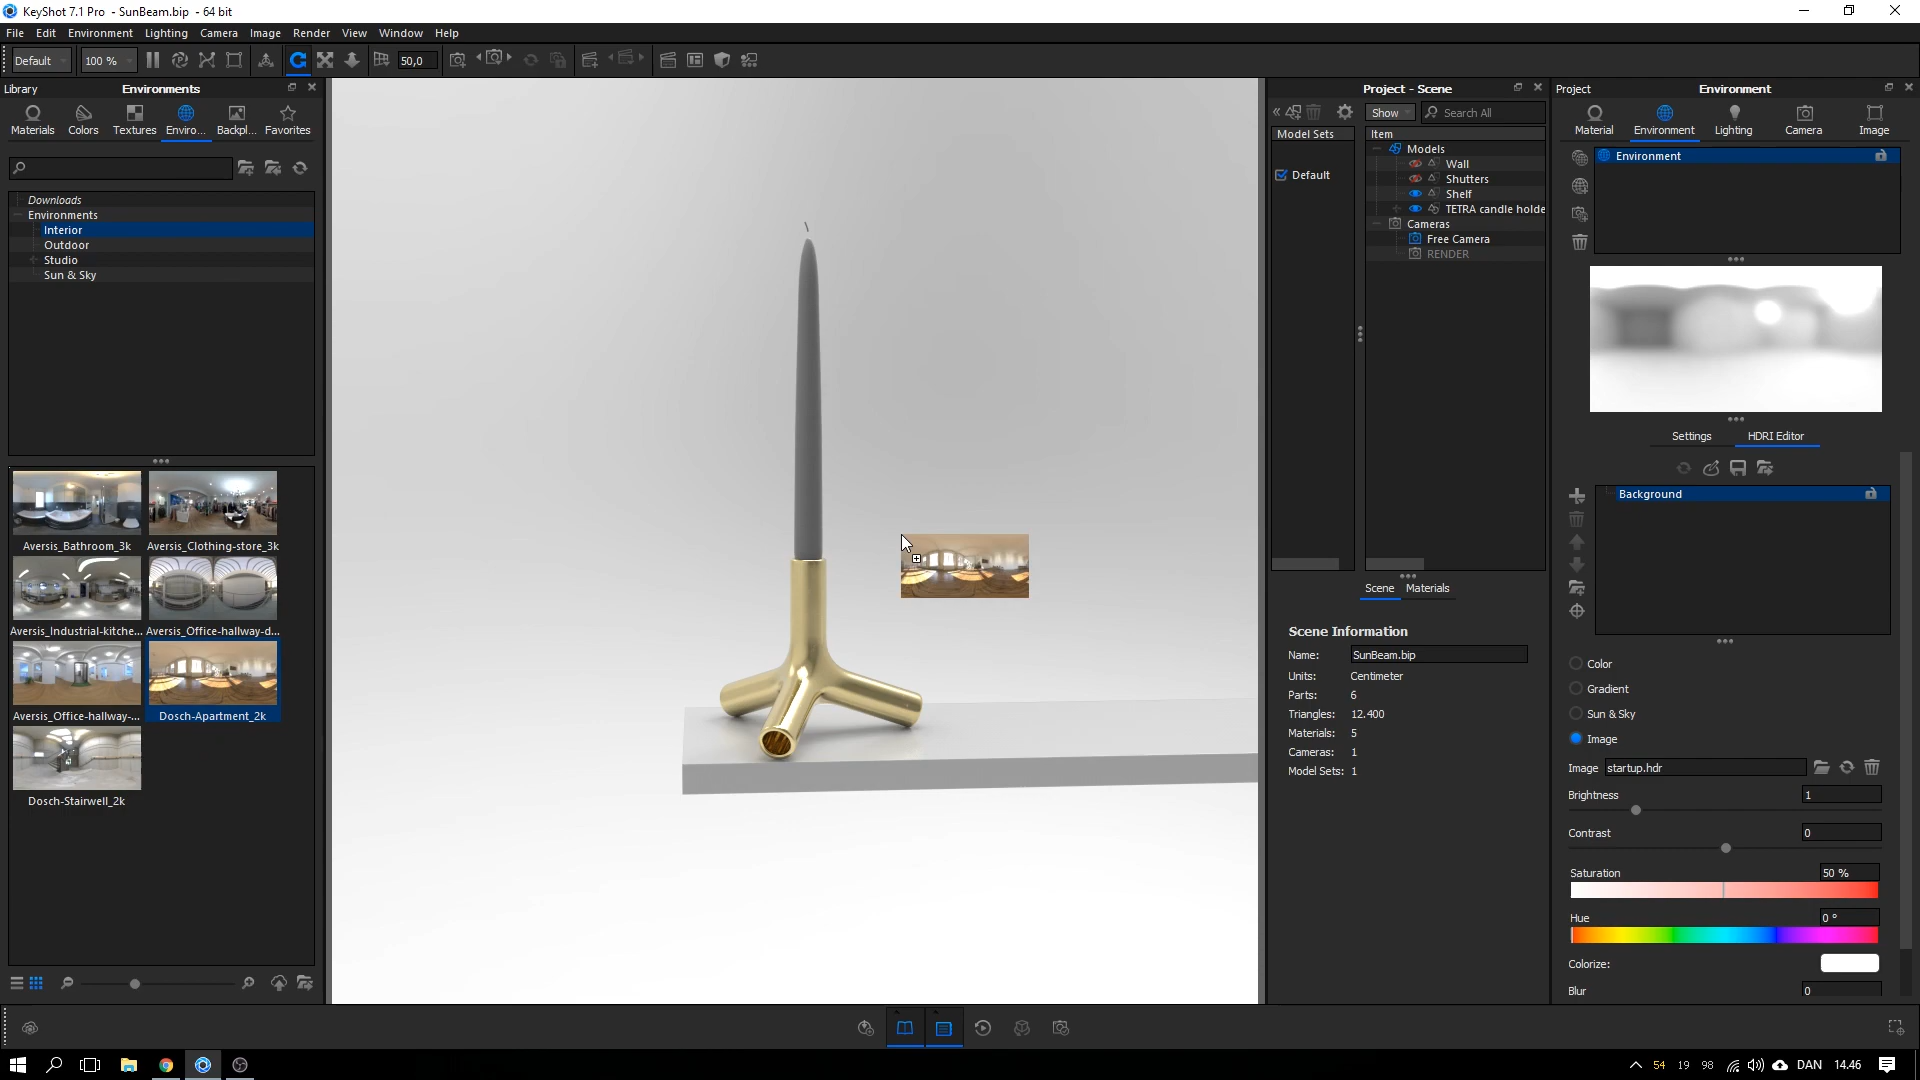 KeyShot 7.1 Pro - SunBeam.bip - 64 bit
File Edit Environment Lighting Camera Image Render View Window Help
Default 100 % 50,0
Library Environments
Materials Colors Textures Enviro... Backpl... Favorites
Downloads
Environments
Interior
Outdoor
Studio
Sun & Sky
Aversis_Bathroom_3k Aversis_Clothing-store_3k
Aversis_Industrial-kitche... Aversis_Office-hallway-d...
Aversis_Office-hallway-... Dosch-Apartment_2k
Dosch-Stairwell_2k
Project - Scene
Show Search All
Model Sets Item
Default
Models
Wall
Shutters
Shelf
TETRA candle holde
Cameras
Free Camera
RENDER
Scene Materials
Scene Information
Name: SunBeam.bip
Units: Centimeter
Parts: 6
Triangles: 12.400
Materials: 5
Cameras: 1
Model Sets: 1
Project Environment
Material Environment Lighting Camera Image
Environment
Settings HDRI Editor
Background
Color
Gradient
Sun & Sky
Image
Image startup.hdr
Brightness 1
Contrast 0
Saturation 50 %
Hue 0 °
Colorize:
Blur 0
54 19 98 DAN 14.46